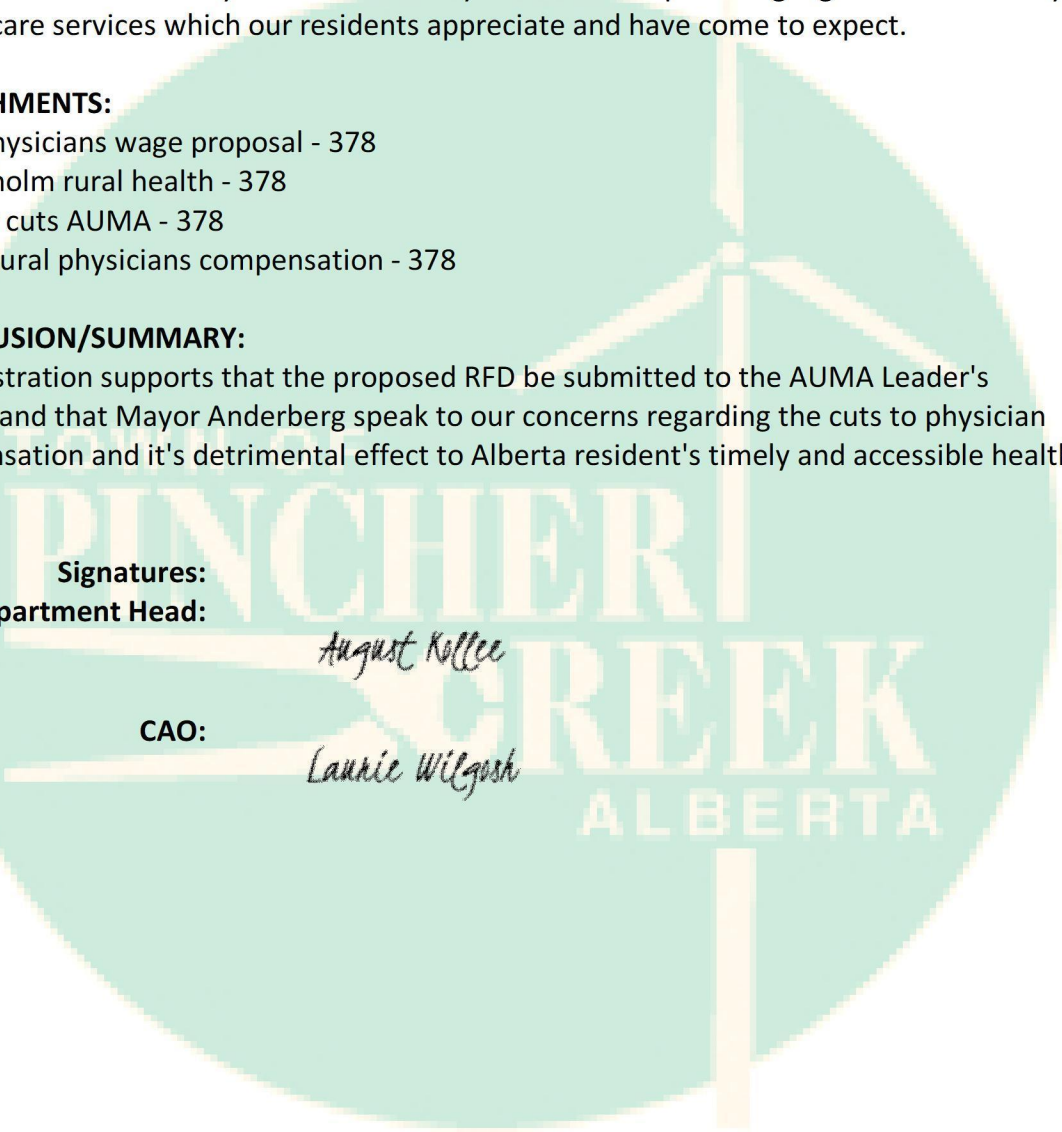 care services which our residents appreciate and have come to expect.
HMENTS:
hysicians wage proposal - 378
holm rural health - 378
cuts AUMA - 378
ural physicians compensation - 378
USION/SUMMARY:
stration supports that the proposed RFD be submitted to the AUMA Leader's
and that Mayor Anderberg speak to our concerns regarding the cuts to physician
nsation and it's detrimental effect to Alberta resident's timely and accessible health
TOWN OF
PINCHER
Signatures:
partment Head:
August Kollee
CREEK
CAO:
Laurie Wilgosh
ALBERTA